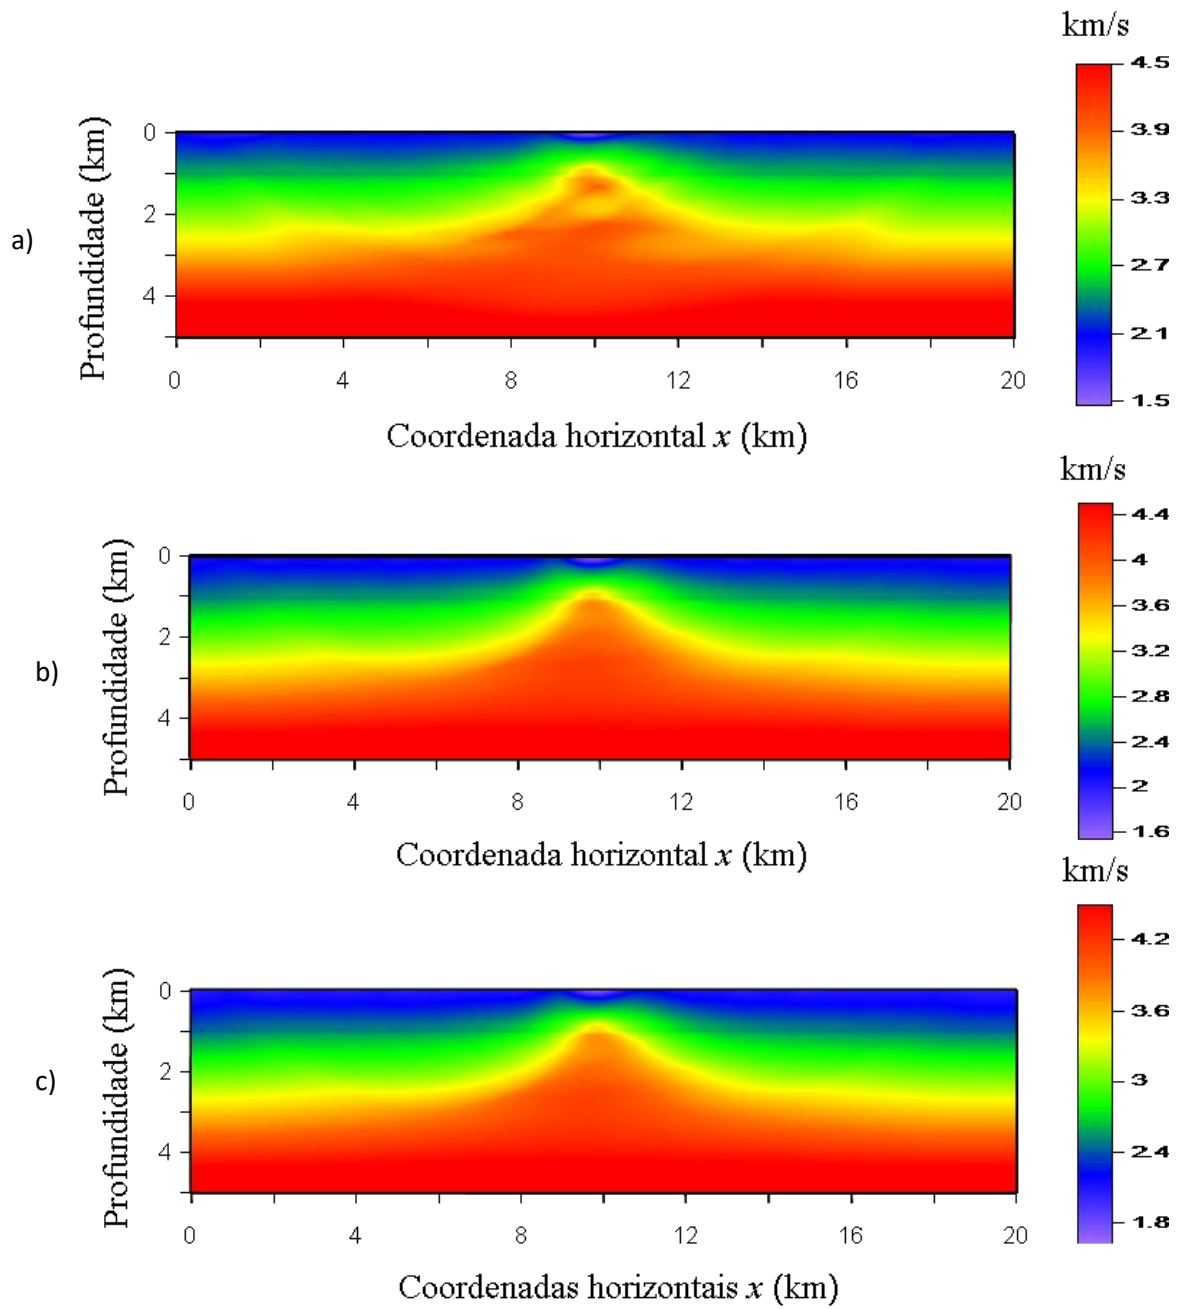 km/s
4.5
3.9
3.3
2.7
2.1
1.5
a)
Profundidade (km)
0
2
4
0 4 8 12 16 20
Coordenada horizontal x (km)
km/s
4.4
4
3.6
3.2
2.8
2.4
2
1.6
b)
Profundidade (km)
0
2
4
0 4 8 12 16 20
Coordenada horizontal x (km)
km/s
4.2
3.6
3
2.4
1.8
c)
Profundidade (km)
0
2
4
0 4 8 12 16 20
Coordenadas horizontais x (km)